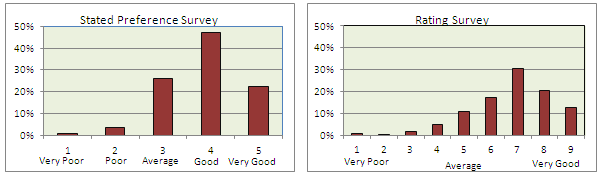 Stated Preference Survey
50%
40%
30%
20%
10%
0%
1 2 3 4 5
Very Poor Poor Average Good Very Good
Rating Survey
50%
40%
30%
20%
10%
0%
1 2 3 4 5 6 7 8 9
Very Poor Average Very Good